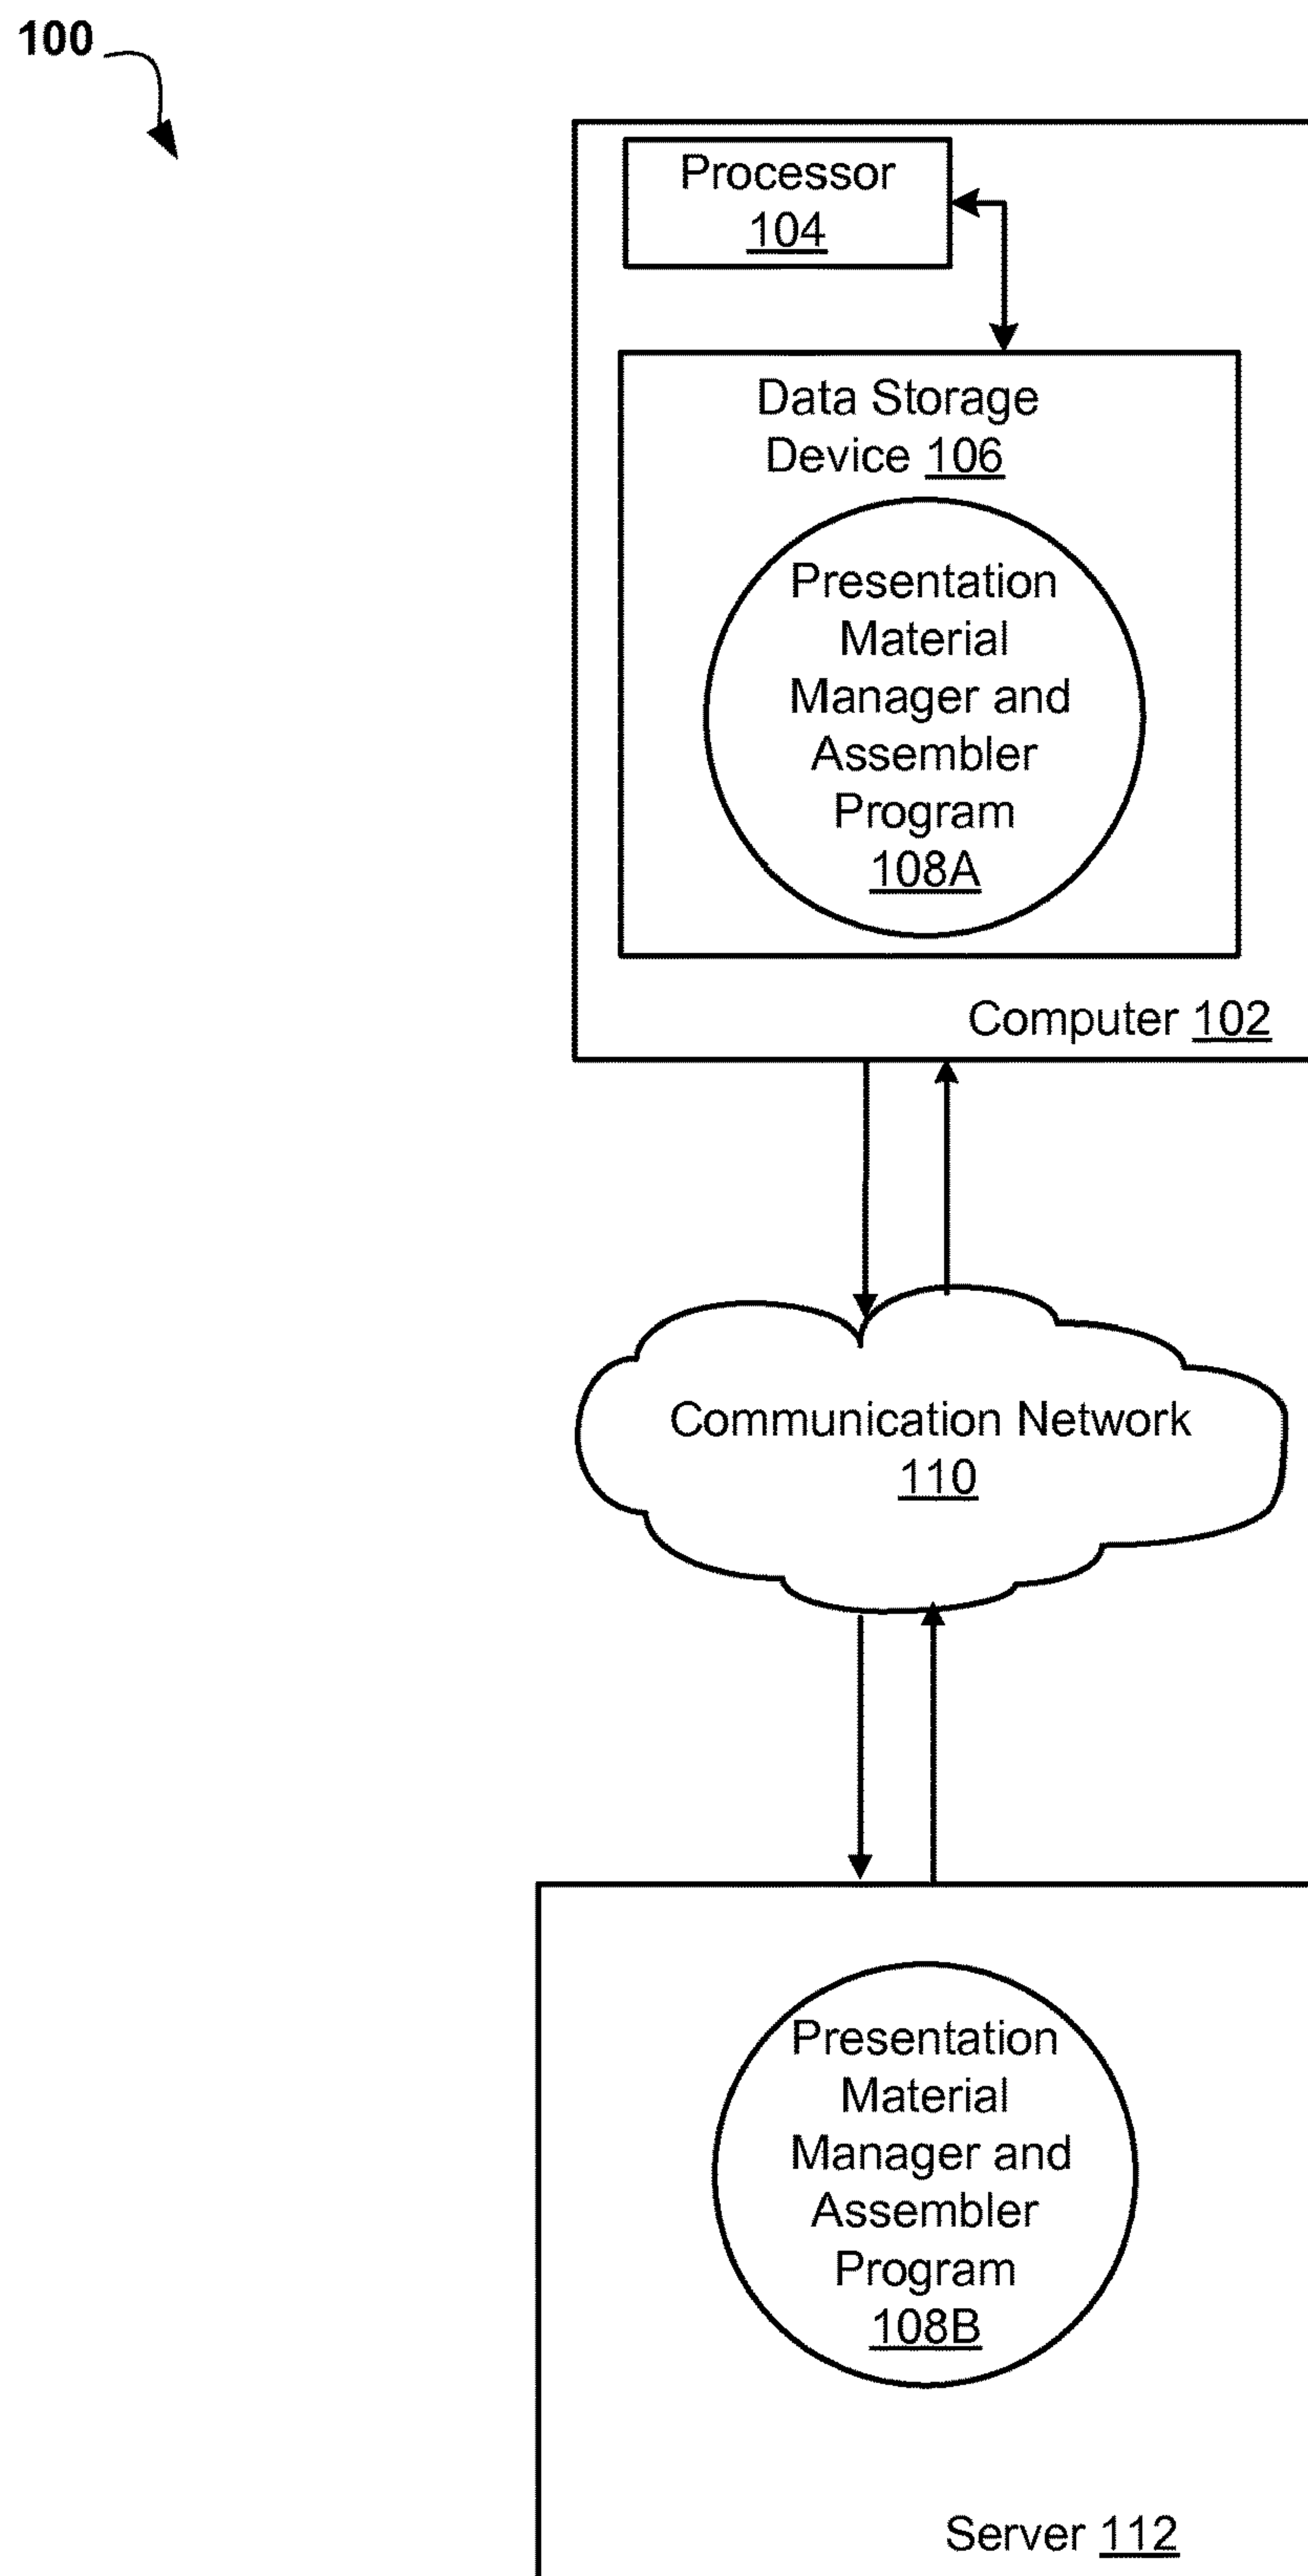 100
Processor
104
Data Storage
Device 106
Presentation
Material
Manager and
Assembler
Program
108A
Computer 102
Communication Network
110
Presentation
Material
Manager and
Assembler
Program
108B
Server 112